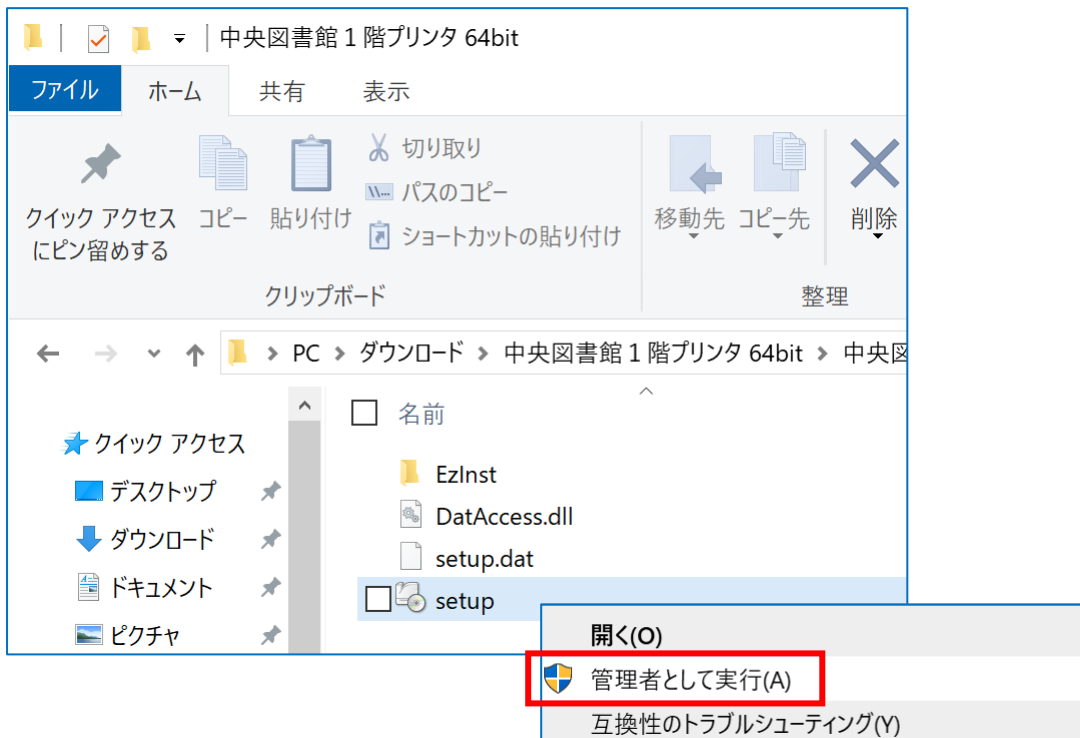 中央図書館１階プリンタ 64bit
ファイル ホーム 共有 表示
クイック アクセス
にピン留めする
コピー
貼り付け
切り取り
パスのコピー
ショートカットの貼り付け
移動先
コピー先
削除
クリップボード
整理
PC ダウンロード 中央図書館１階プリンタ 64bit 中央図
クイック アクセス
デスクトップ
ダウンロード
ドキュメント
ピクチャ
名前
EzInst
DatAccess.dll
setup.dat
setup
開く(O)
管理者として実行(A)
互換性のトラブルシューティング(Y)